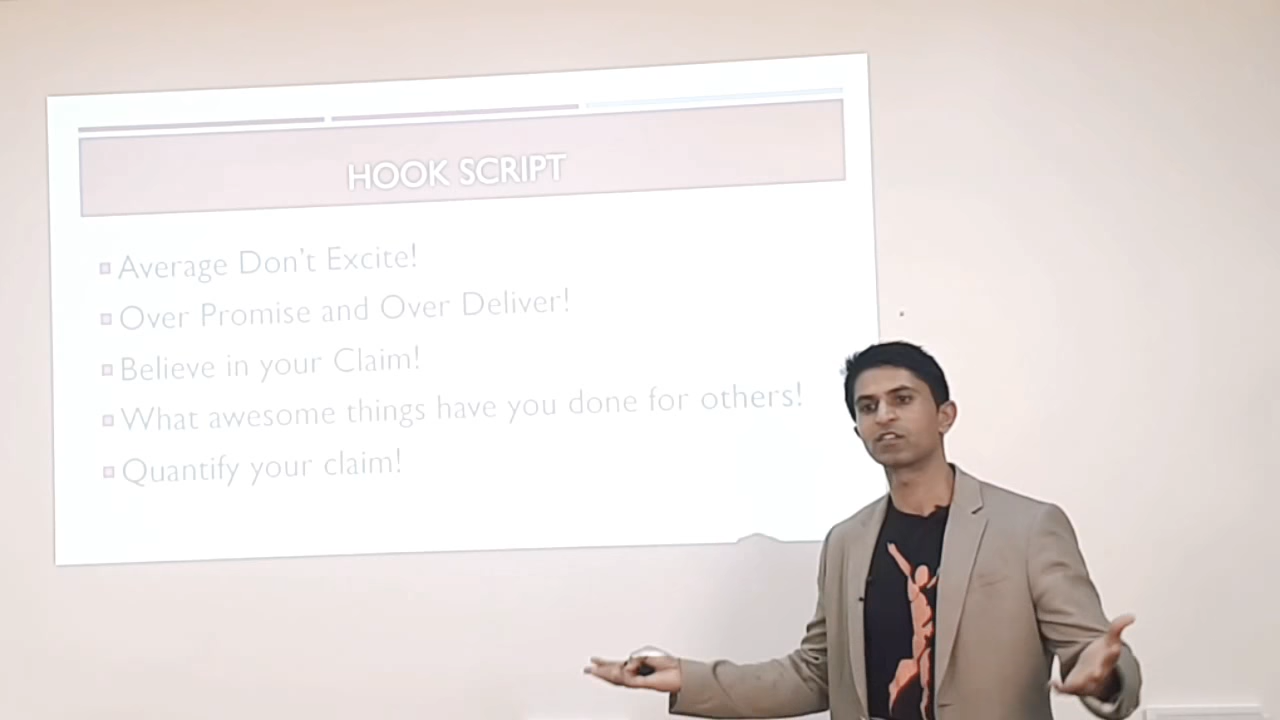 HOOK SCRIPT
Average Don't Excite!
Over Promise and Over Deliver!
Believe in your Claim!
What awesome things have you done for others!
Quantify your claim!